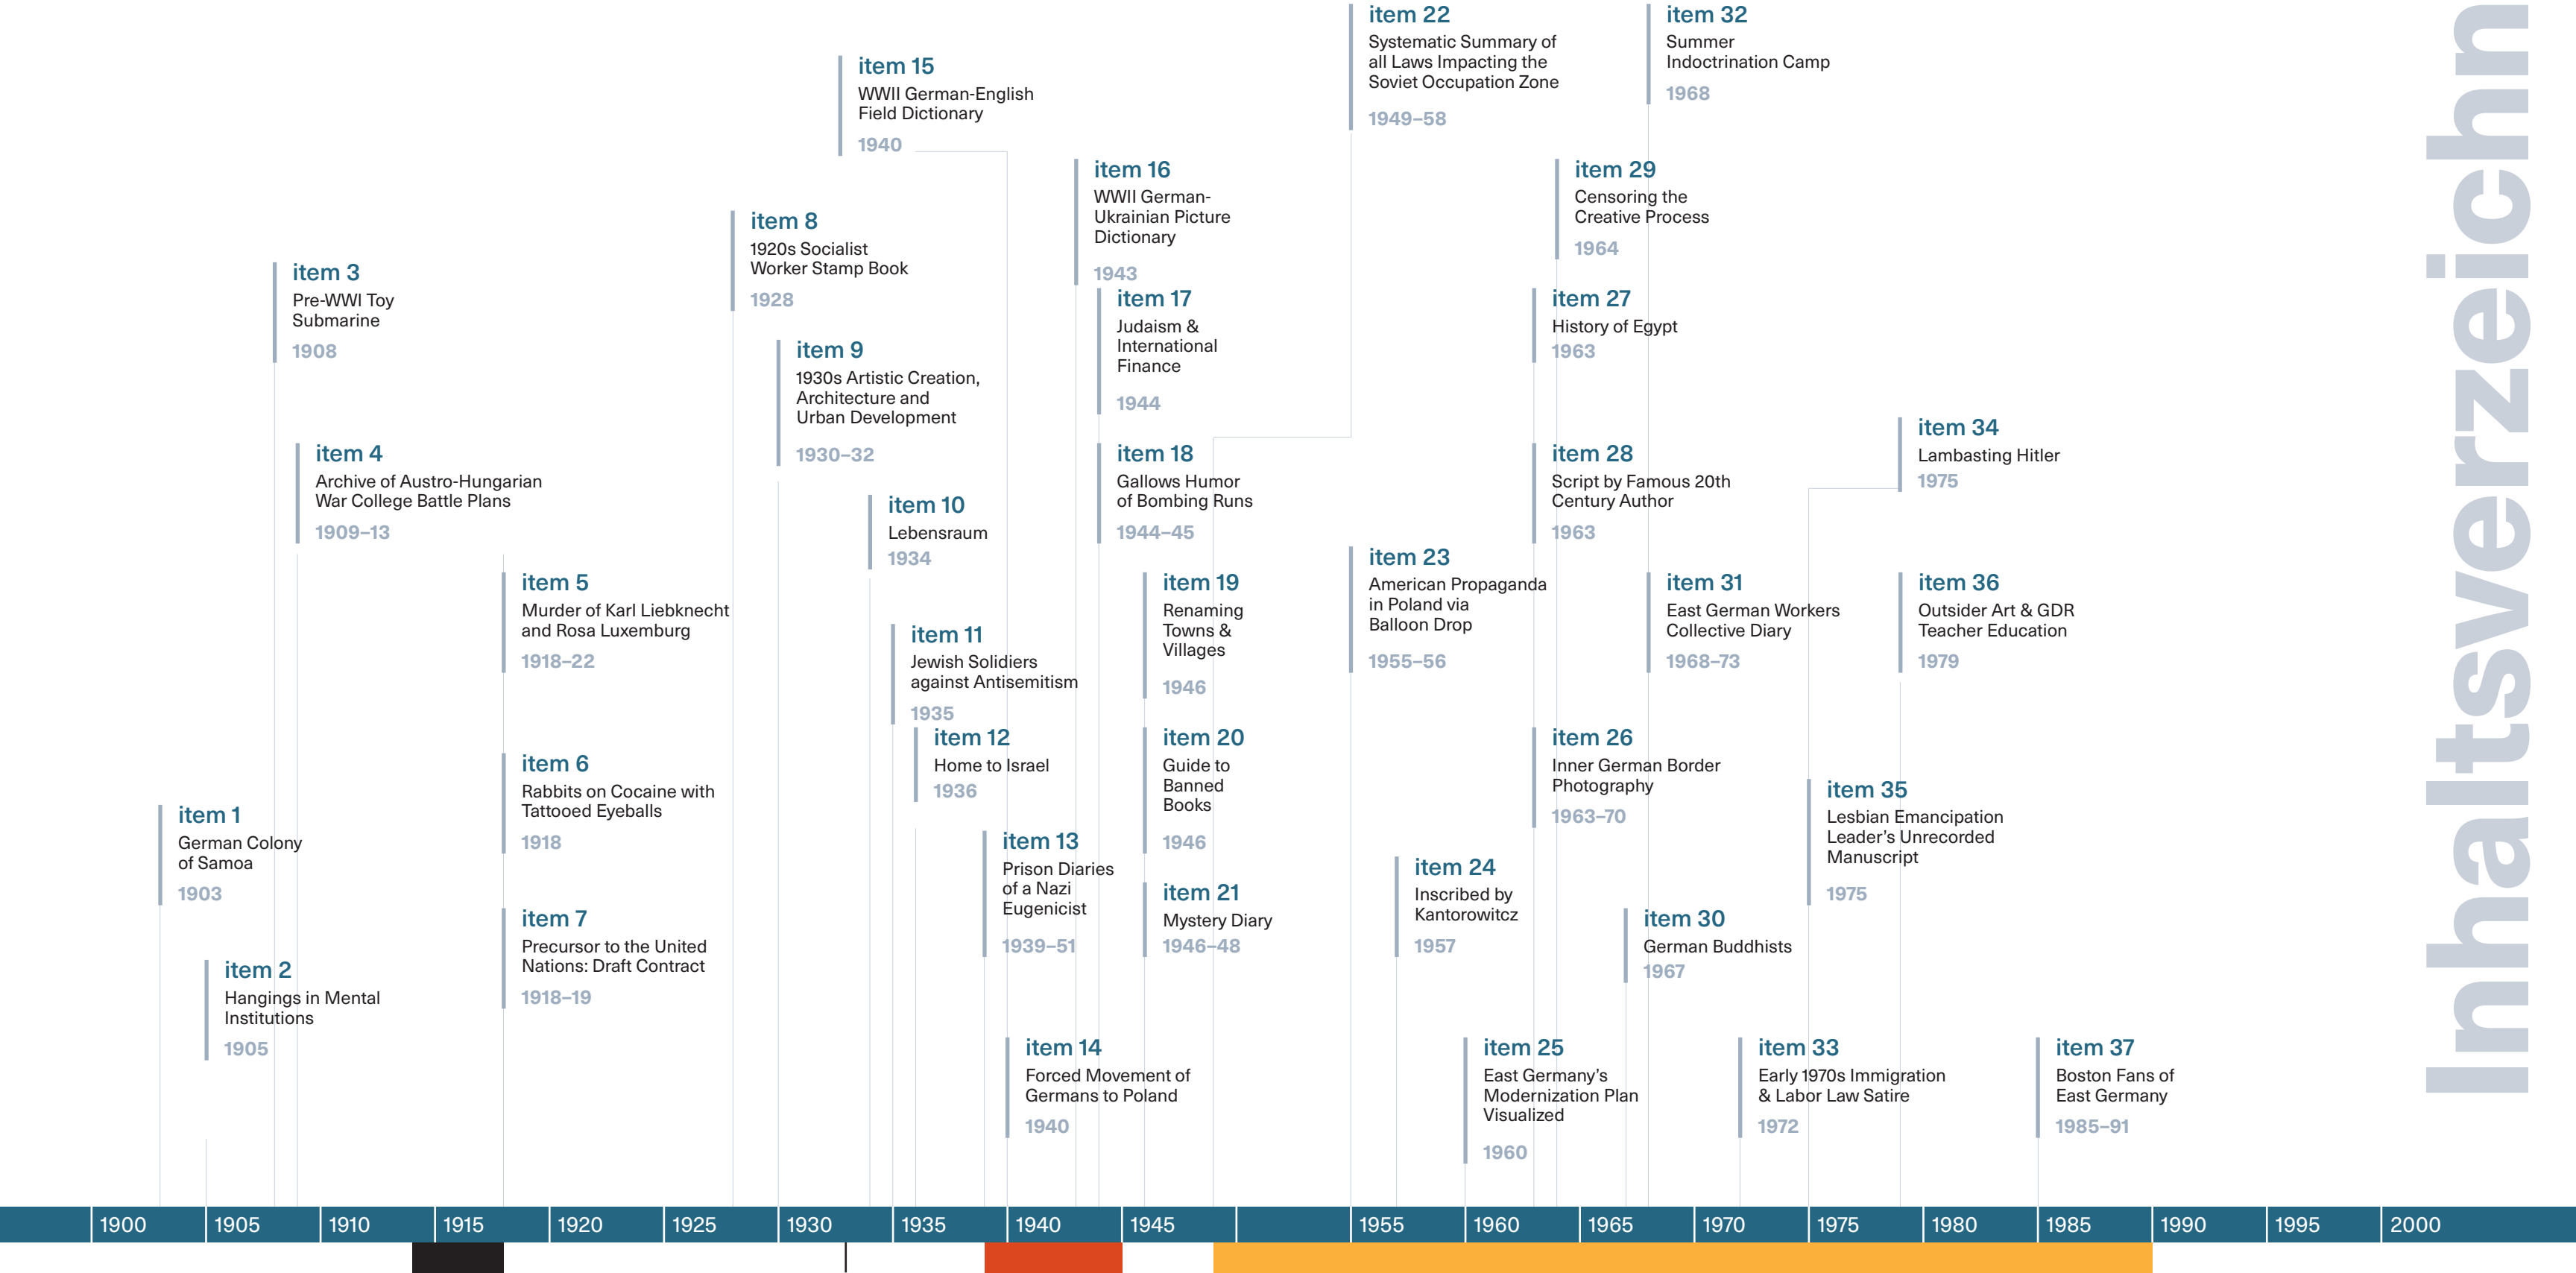 item 1
German Colony
of Samoa
1903
item 2
Hangings in Mental
Institutions
1905
item 3
Pre-WWI Toy
Submarine
1908
item 4
Archive of Austro-Hungarian
War College Battle Plans
1909–13
item 5
Murder of Karl Liebknecht
and Rosa Luxemburg
1918–22
item 6
Rabbits on Cocaine with
Tattooed Eyeballs
1918
item 7
Precursor to the United
Nations: Draft Contract
1918–19
item 8
1920s Socialist
Worker Stamp Book
1928
item 9
1930s Artistic Creation,
Architecture and
Urban Development
1930–32
item 10
Lebensraum
1934
item 11
Jewish Solidiers
against Antisemitism
1935
item 12
Home to Israel
1936
item 13
Prison Diaries
of a Nazi
Eugenicist
1939–51
item 14
Forced Movement of
Germans to Poland
1940
item 15
WWII German-English
Field Dictionary
1940
item 16
WWII German-
Ukrainian Picture
Dictionary
1943
item 17
Judaism &
International
Finance
1944
item 18
Gallows Humor
of Bombing Runs
1944–45
item 19
Renaming
Towns &
Villages
1946
item 20
Guide to
Banned
Books
1946
item 21
Mystery Diary
1946–48
item 22
Systematic Summary of
all Laws Impacting the
Soviet Occupation Zone
1949–58
item 23
American Propaganda
in Poland via
Balloon Drop
1955–56
item 24
Inscribed by
Kantorowitcz
1957
item 25
East Germany’s
Modernization Plan
Visualized
1960
item 26
Inner German Border
Photography
1963–70
item 27
History of Egypt
1963
item 28
Script by Famous 20th
Century Author
1963
item 29
Censoring the
Creative Process
1964
item 30
German Buddhists
1967
item 31
East German Workers
Collective Diary
1968–73
item 32
Summer
Indoctrination Camp
1968
item 33
Early 1970s Immigration
& Labor Law Satire
1972
item 34
Lambasting Hitler
1975
item 35
Lesbian Emancipation
Leader’s Unrecorded
Manuscript
1975
item 36
Outsider Art & GDR
Teacher Education
1979
item 37
Boston Fans of
East Germany
1985–91
1900 1905 1910 1915 1920 1925 1930 1935 1940 1945 1955 1960 1965 1970 1975 1980 1985 1990 1995 2000
Inhaltsverzeichn